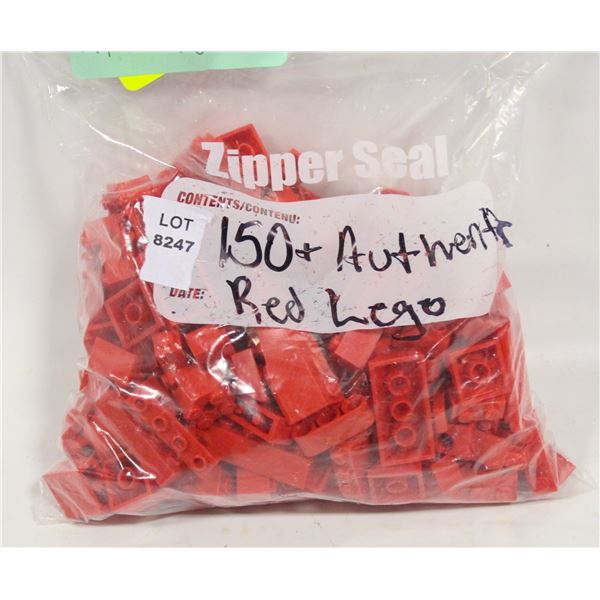 Zipper Seal
CONTENTS/CONTENU:
LOT
8247
150+ Authentic
DATE:
Red Lego